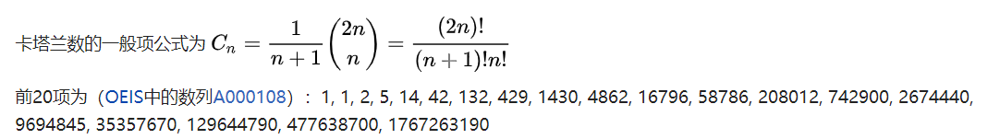 卡塔兰数的一般项公式为 $C_n = \frac{1}{n+1}\binom{2n}{n} = \frac{(2n)!}{(n+1)!n!}$
前20项为（OEIS中的数列A000108）：1, 1, 2, 5, 14, 42, 132, 429, 1430, 4862, 16796, 58786, 208012, 742900, 2674440,
9694845, 35357670, 129644790, 477638700, 1767263190